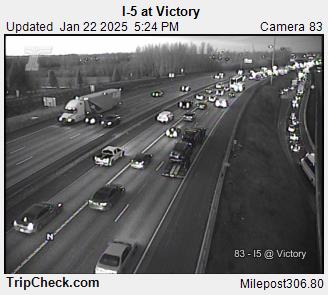 I-5 at Victory
Updated Jan 22 2025 5:24 PM Camera 83
N
83 - I5 @ Victory
TripCheck.com Milepost306.80